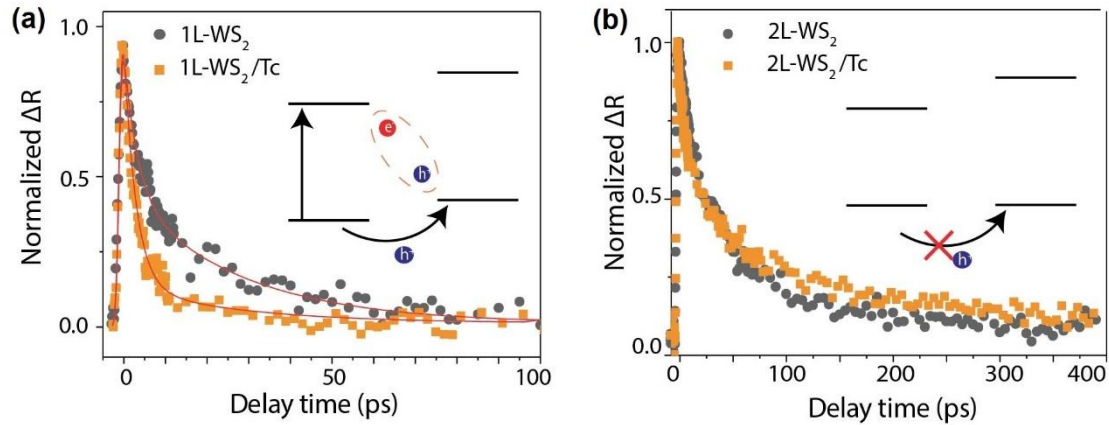 (a)
1.0
0.5
0.0
Normalized ΔR
1L-WS₂
1L-WS₂/Tc
e
h⁺
h⁺
0
50
100
Delay time (ps)
(b)
1.0
0.5
0.0
Normalized ΔR
2L-WS₂
2L-WS₂/Tc
h⁺
0
100
200
300
400
Delay time (ps)